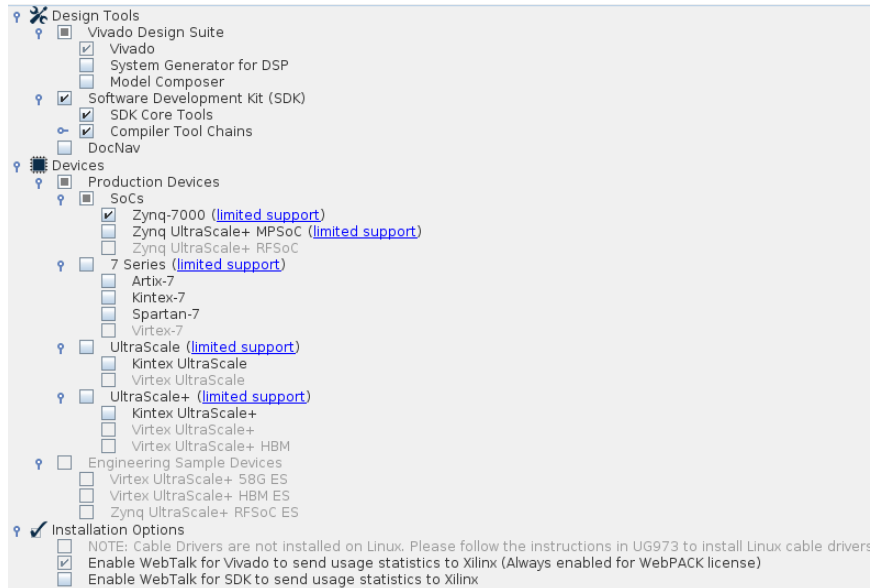 Design Tools
Vivado Design Suite
Vivado
System Generator for DSP
Model Composer
Software Development Kit (SDK)
SDK Core Tools
Compiler Tool Chains
DocNav
Devices
Production Devices
SoCs
Zynq-7000 (limited support)
Zynq UltraScale+ MPSoC (limited support)
Zynq UltraScale+ RFSoC
7 Series (limited support)
Artix-7
Kintex-7
Spartan-7
Virtex-7
UltraScale (limited support)
Kintex UltraScale
Virtex UltraScale
UltraScale+ (limited support)
Kintex UltraScale+
Virtex UltraScale+
Virtex UltraScale+ HBM
Engineering Sample Devices
Virtex UltraScale+ 58G ES
Virtex UltraScale+ HBM ES
Zynq UltraScale+ RFSoC ES
Installation Options
NOTE: Cable Drivers are not installed on Linux. Please follow the instructions in UG973 to install Linux cable drivers
Enable WebTalk for Vivado to send usage statistics to Xilinx (Always enabled for WebPACK license)
Enable WebTalk for SDK to send usage statistics to Xilinx